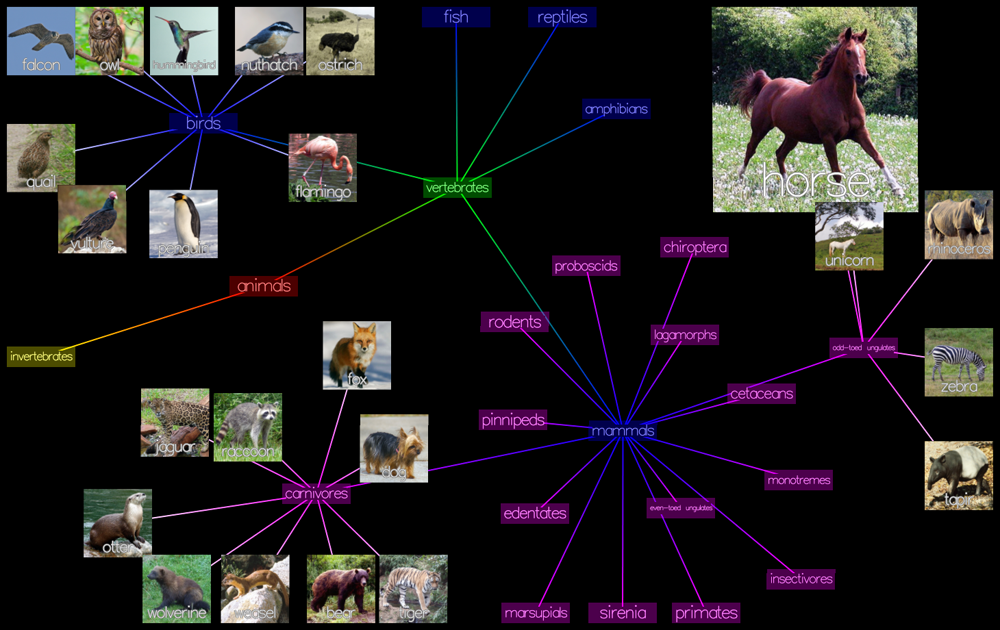 fish
reptiles
falcon
owl
hummingbird
nuthatch
ostrich
amphibians
birds
horse
quail
flamingo
vertebrates
vulture
penguin
chiroptera
unicorn
rhinoceros
proboscids
animals
rodents
lagamorphs
odd-toed ungulates
invertebrates
fox
zebra
cetaceans
jaguar
raccoon
pinnipeds
mammals
dog
carnivores
monotremes
tapir
edentates
even-toed ungulates
otter
insectivores
wolverine
weasel
bear
tiger
marsupials
sirenia
primates